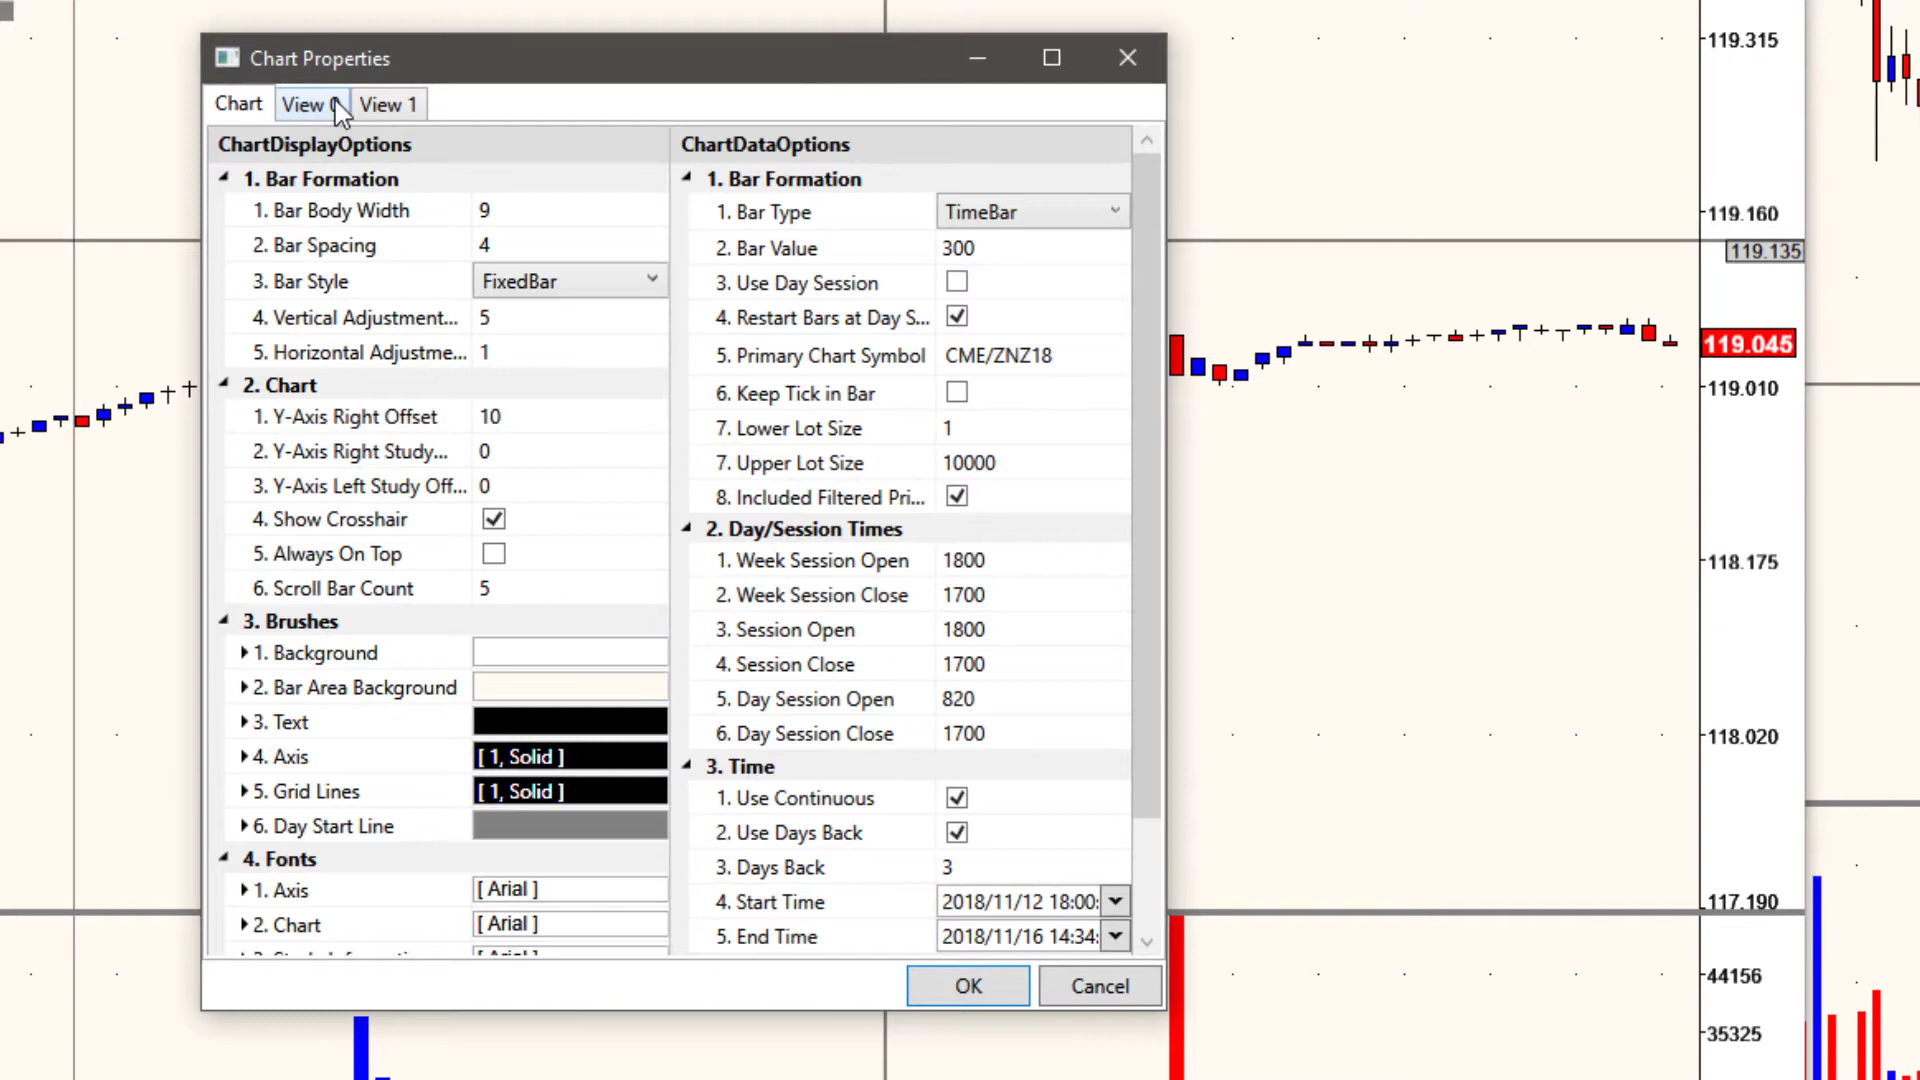 Chart Properties
Chart View 0 View 1
ChartDisplayOptions
1. Bar Formation
1. Bar Body Width 9
2. Bar Spacing 4
3. Bar Style FixedBar
4. Vertical Adjustment... 5
5. Horizontal Adjustme... 1
2. Chart
1. Y-Axis Right Offset 10
2. Y-Axis Right Study... 0
3. Y-Axis Left Study Off... 0
4. Show Crosshair
5. Always On Top
6. Scroll Bar Count 5
3. Brushes
1. Background
2. Bar Area Background
3. Text
4. Axis [ 1, Solid ]
5. Grid Lines [ 1, Solid ]
6. Day Start Line
4. Fonts
1. Axis [ Arial ]
2. Chart [ Arial ]
ChartDataOptions
1. Bar Formation
1. Bar Type TimeBar
2. Bar Value 300
3. Use Day Session
4. Restart Bars at Day S...
5. Primary Chart Symbol CME/ZNZ18
6. Keep Tick in Bar
7. Lower Lot Size 1
7. Upper Lot Size 10000
8. Included Filtered Pri...
2. Day/Session Times
1. Week Session Open 1800
2. Week Session Close 1700
3. Session Open 1800
4. Session Close 1700
5. Day Session Open 820
6. Day Session Close 1700
3. Time
1. Use Continuous
2. Use Days Back
3. Days Back 3
4. Start Time 2018/11/12 18:00:
5. End Time 2018/11/16 14:34:
OK Cancel
119.315
119.160
119.135
119.045
119.010
118.175
118.020
117.190
44156
35325